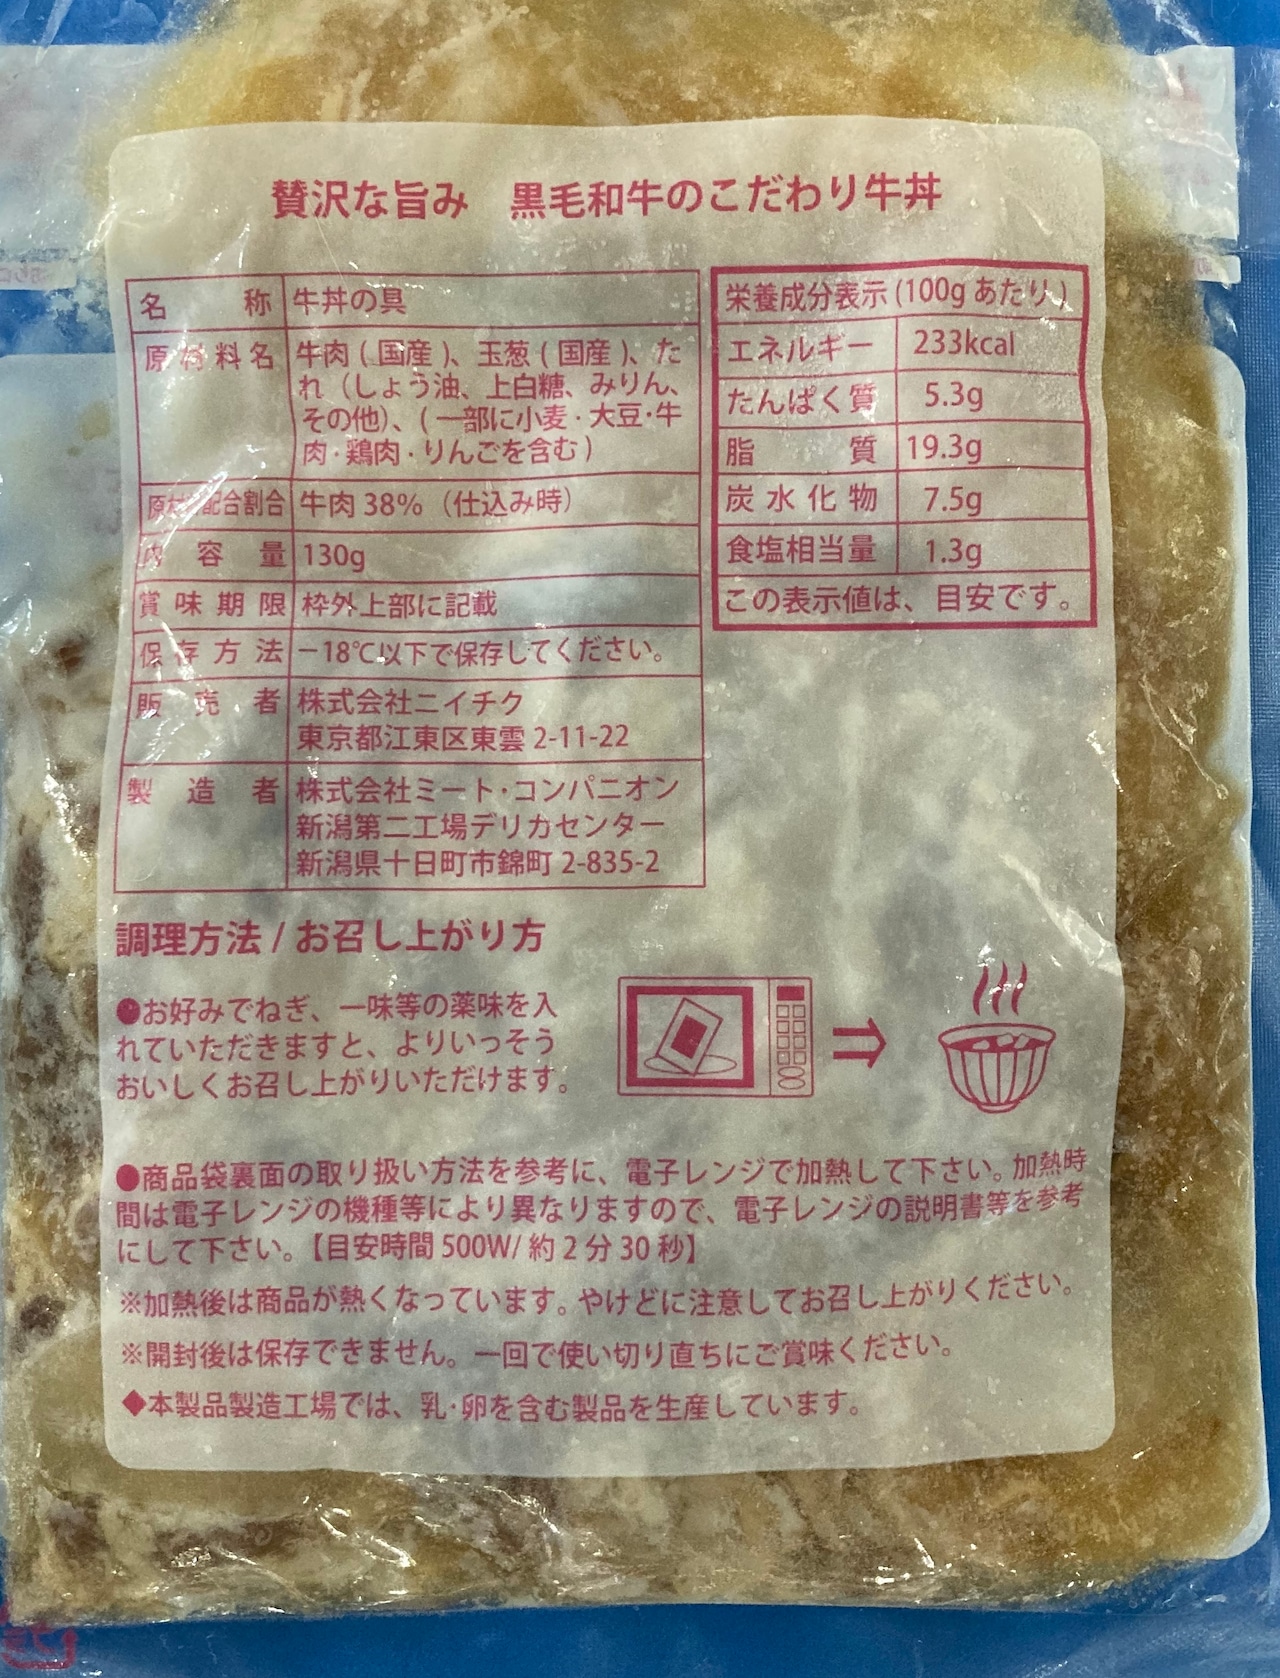 贅沢な旨み 黒毛和牛のこだわり牛丼
名称 牛丼の具
原材料名 牛肉(国産)、玉葱(国産)、た
れ(しょう油、上白糖、みりん、
その他)、(一部に小麦・大豆・牛
肉・鶏肉・りんごを含む)
原材料配合割合 牛肉 38%(仕込み時)
内容量 130g
賞味期限 枠外上部に記載
保存方法 −18℃以下で保存してください。
販売者 株式会社ニイチク
東京都江東区東雲 2-11-22
製造者 株式会社ミート・コンパニオン
新潟第二工場デリカセンター
新潟県十日町市錦町 2-835-2
栄養成分表示(100gあたり)
エネルギー 233kcal
たんぱく質 5.3g
脂質 19.3g
炭水化物 7.5g
食塩相当量 1.3g
この表示値は、目安です。
調理方法/お召し上がり方
●お好みでねぎ、一味等の薬味を入
れていただきますと、よりいっそう
おいしくお召し上がりいただけます。
●商品袋裏面の取り扱い方法を参考に、電子レンジで加熱して下さい。加熱時
間は電子レンジの機種等により異なりますので、電子レンジの説明書等を参考
にして下さい。【目安時間 500W/ 約 2 分 30 秒】
※加熱後は商品が熱くなっています。やけどに注意してお召し上がりください。
※開封後は保存できません。一回で使い切り直ちにご賞味ください。
◆本製品製造工場では、乳・卵を含む製品を生産しています。